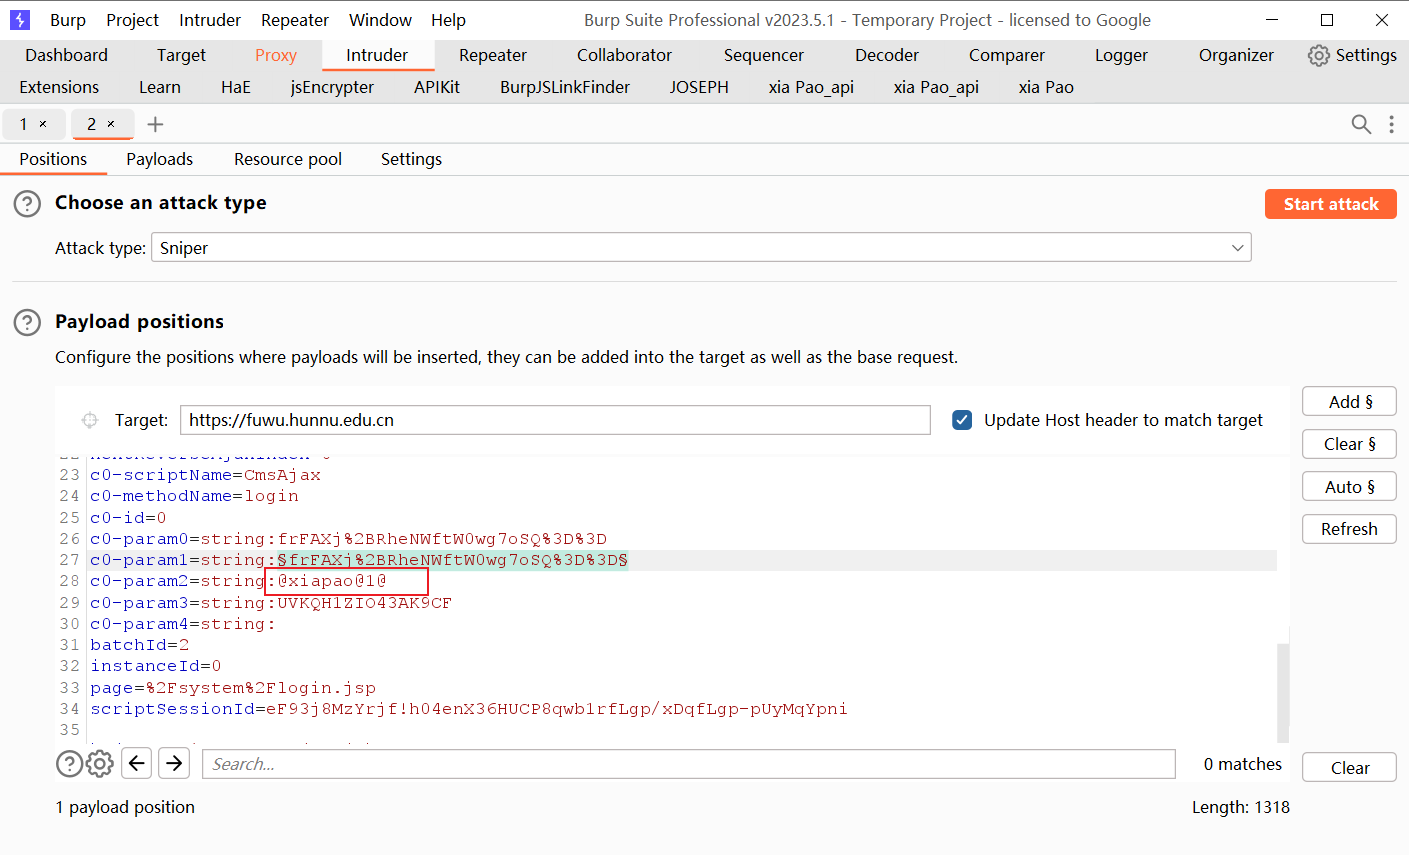 Burp Project Intruder Repeater Window Help Burp Suite Professional v2023.5.1 - Temporary Project - licensed to Google
Dashboard Target Proxy Intruder Repeater Collaborator Sequencer Decoder Comparer Logger Organizer Settings
Extensions Learn HaE jsEncrypter APIKit BurpJSLinkFinder JOSEPH xia Pao_api xia Pao_api xia Pao
1 × 2 × +
Positions Payloads Resource pool Settings
? Choose an attack type Start attack
Attack type: Sniper
? Payload positions
Configure the positions where payloads will be inserted, they can be added into the target as well as the base request.
Add §
Target: https://fuwu.hunnu.edu.cn Update Host header to match target
Clear §
23 c0-scriptName=CmsAjax
24 c0-methodName=login
Auto §
25 c0-id=0
Refresh
26 c0-param0=string:frFAXj%2BRheNWftW0wg7oSQ%3D%3D
27 c0-param1=string:§frFAXj%2BRheNWftW0wg7oSQ%3D%3D§
28 c0-param2=string:@xiapao@1@
29 c0-param3=string:UVKQH1ZIO43AK9CF
30 c0-param4=string:
31 batchId=2
32 instanceId=0
33 page=%2Fsystem%2Flogin.jsp
34 scriptSessionId=eF93j8MzYrjf!h04enX36HUCP8qwb1rfLgp/xDqfLgp-pUyMqYpni
35
? Search... 0 matches Clear
1 payload position Length: 1318